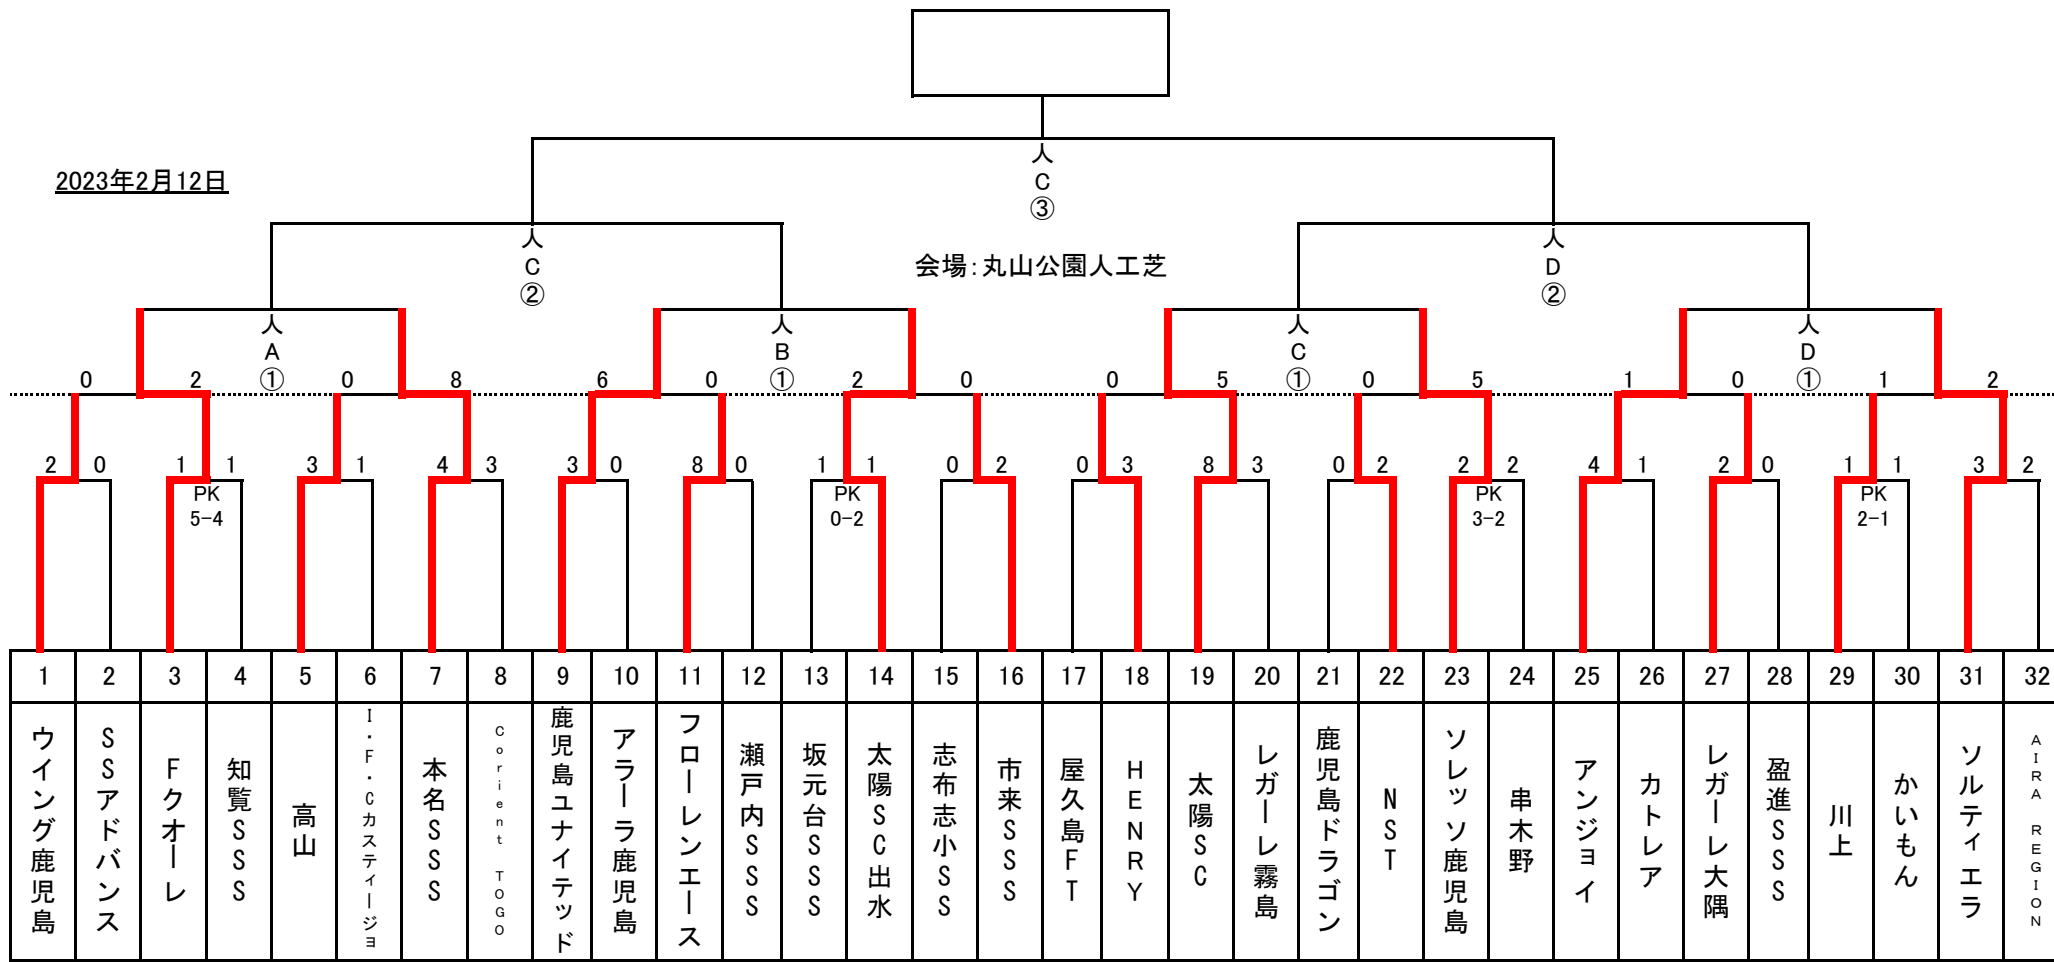 2023年2月12日
人C③
人C②
会場:丸山公園人工芝
人D②
人A①
人B①
人C①
人D①
0 2 0 8 6 0 2 0 0 5 0 5 1 0 1 2
2 0 1 1 3 1 4 3 3 0 8 0 1 1 0 2 0 3 8 3 0 2 2 2 4 1 2 0 1 1 3 2
PK 5-4
PK 0-2
PK 3-2
PK 2-1
1 2 3 4 5 6 7 8 9 10 11 12 13 14 15 16 17 18 19 20 21 22 23 24 25 26 27 28 29 30 31 32
ウイング鹿児島
SSアドバンス
Fクオーレ
知覧SSS
高山
I・F・Cカスティージョ
本名SSS
Corient TOGO
鹿児島ユナイテッド
アラーラ鹿児島
フローレンエース
瀬戸内SSS
坂元台SSS
太陽SC出水
志布志小SS
市来SSS
屋久島FT
HENRY
太陽SC
レガーレ霧島
鹿児島ドラゴン
NST
ソレッソ鹿児島
串木野
アンジョイ
カトレア
レガーレ大隅
盈進SSS
川上
かいもん
ソルティエラ
AIRA REGION